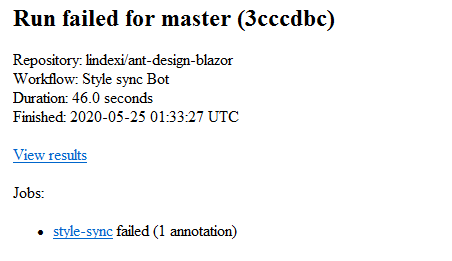 Run failed for master (3cccdbc)
Repository: lindexi/ant-design-blazor
Workflow: Style sync Bot
Duration: 46.0 seconds
Finished: 2020-05-25 01:33:27 UTC
View results
Jobs:
• style-sync failed (1 annotation)